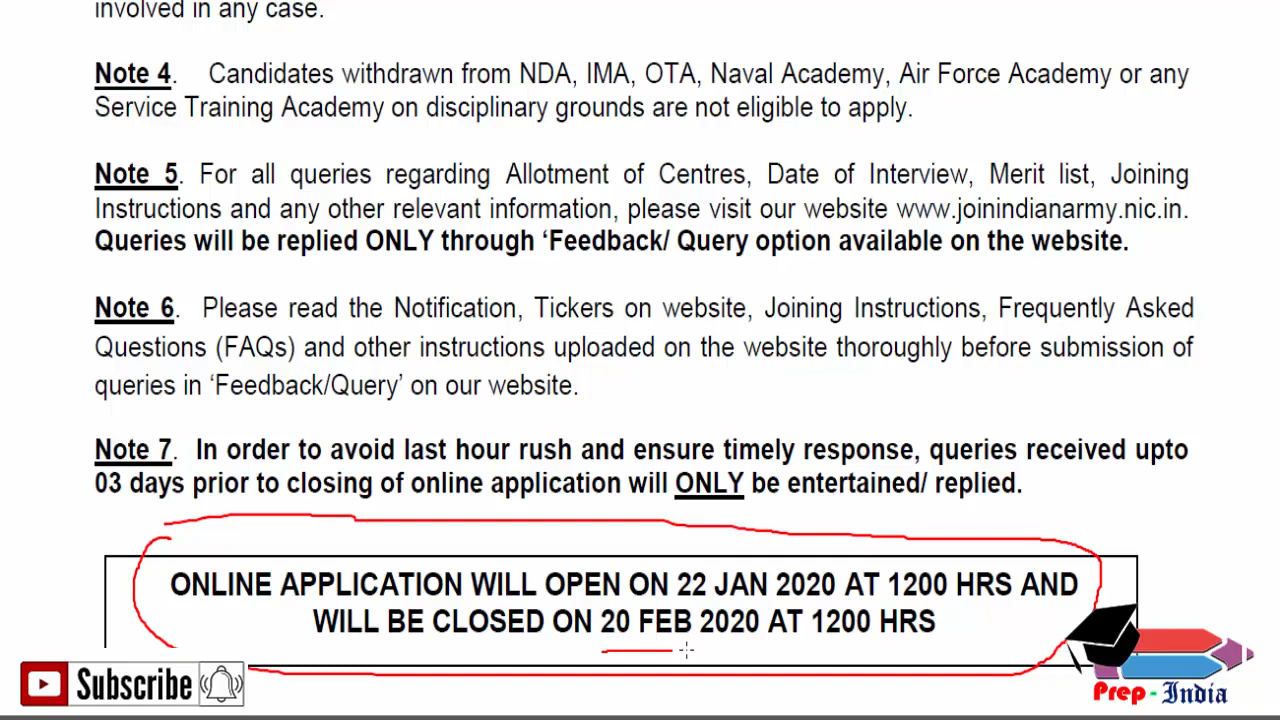 involved in any case.
Note 4. Candidates withdrawn from NDA, IMA, OTA, Naval Academy, Air Force Academy or any
Service Training Academy on disciplinary grounds are not eligible to apply.
Note 5. For all queries regarding Allotment of Centres, Date of Interview, Merit list, Joining
Instructions and any other relevant information, please visit our website www.joinindianarmy.nic.in.
Queries will be replied ONLY through ‘Feedback/ Query option available on the website.
Note 6. Please read the Notification, Tickers on website, Joining Instructions, Frequently Asked
Questions (FAQs) and other instructions uploaded on the website thoroughly before submission of
queries in ‘Feedback/Query’ on our website.
Note 7. In order to avoid last hour rush and ensure timely response, queries received upto
03 days prior to closing of online application will ONLY be entertained/ replied.
ONLINE APPLICATION WILL OPEN ON 22 JAN 2020 AT 1200 HRS AND
WILL BE CLOSED ON 20 FEB 2020 AT 1200 HRS
Subscribe
Prep - India